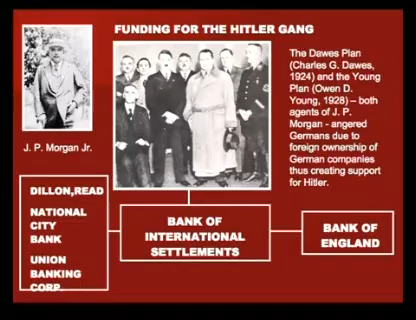 FUNDING FOR THE HITLER GANG
The Dawes Plan
(Charles G. Dawes,
1924) and the Young
Plan (Owen D.
Young, 1928) – both
agents of J. P.
Morgan - angered
Germans due to
foreign ownership of
German companies
thus creating support
for Hitler.
J. P. Morgan Jr.
DILLON,READ
NATIONAL
CITY
BANK
UNION
BANKING
CORP.
BANK OF
INTERNATIONAL
SETTLEMENTS
BANK OF
ENGLAND